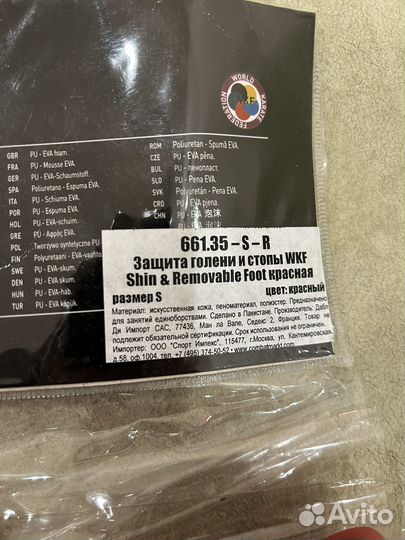 WORLD KARATE FEDERATION
WKF
GBR PU - EVA foam.
FRA PU - Mousse EVA.
GER PU - EVA-Schaumstoff.
SPA Poliuretano - Espuma EVA.
ITA PU - Schiuma EVA.
POR PU - Espuma EVA.
HOL PU - EVA-schuim.
GRE PU - Αφρός EVA.
POL Tworzywo syntetyczne PU
FIN Polyuretaani - EVA-vaahto
SWE PU - EVA-skum.
DEN PU - EVA-skum.
HUN PU - EVA-hab.
TUR PU - EVA köpük.
ROM Poliuretan - Spumă EVA.
CZE PU - EVA pěna.
BUL PU - пенопласт.
SLO PU - Pena EVA.
SVK Polyuretán - Pena EVA.
CRO PU - EVA pjena.
CHN PU - EVA 泡沫
661.35 – S – R
Защита голени и стопы WKF
Shin & Removable Foot красная
размер S цвет: красный
Материал: искусственная кожа, пеноматериал, полиэстер. Предназначено
для занятий единоборствами. Сделано в Пакистане. Производитель: Дабл
Ди Импорт САС, 77436, Ман ла Вале, Седекс 2, Франция. Товар не
подлежит обязательной сертификации. Срок использования не ограничен.
Импортер: ООО "Спорт Импекс", 115477, г.Москва, ул. Кантемировская,
д.58, оф.1004, тел. +7 (495) 374-50-52
Avito